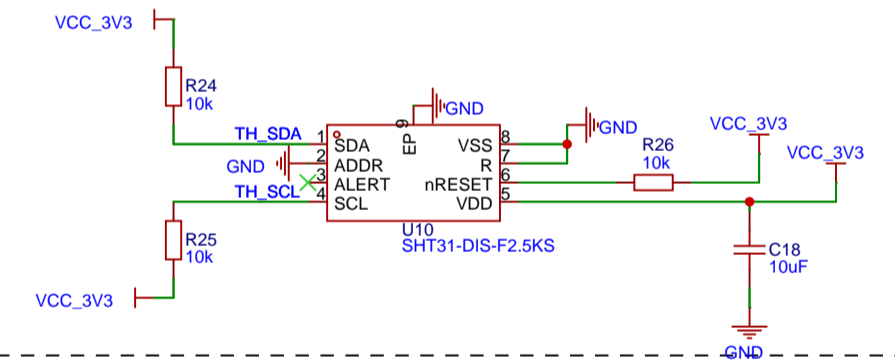 VCC_3V3
R24
10k
TH_SDA
GND
TH_SCL
R25
10k
VCC_3V3
1
2
3
4
SDA
ADDR
ALERT
SCL
EP
9
GND
VSS
R
nRESET
VDD
8
7
6
5
U10
SHT31-DIS-F2.5KS
GND
R26
10k
VCC_3V3
VCC_3V3
C18
10uF
GND